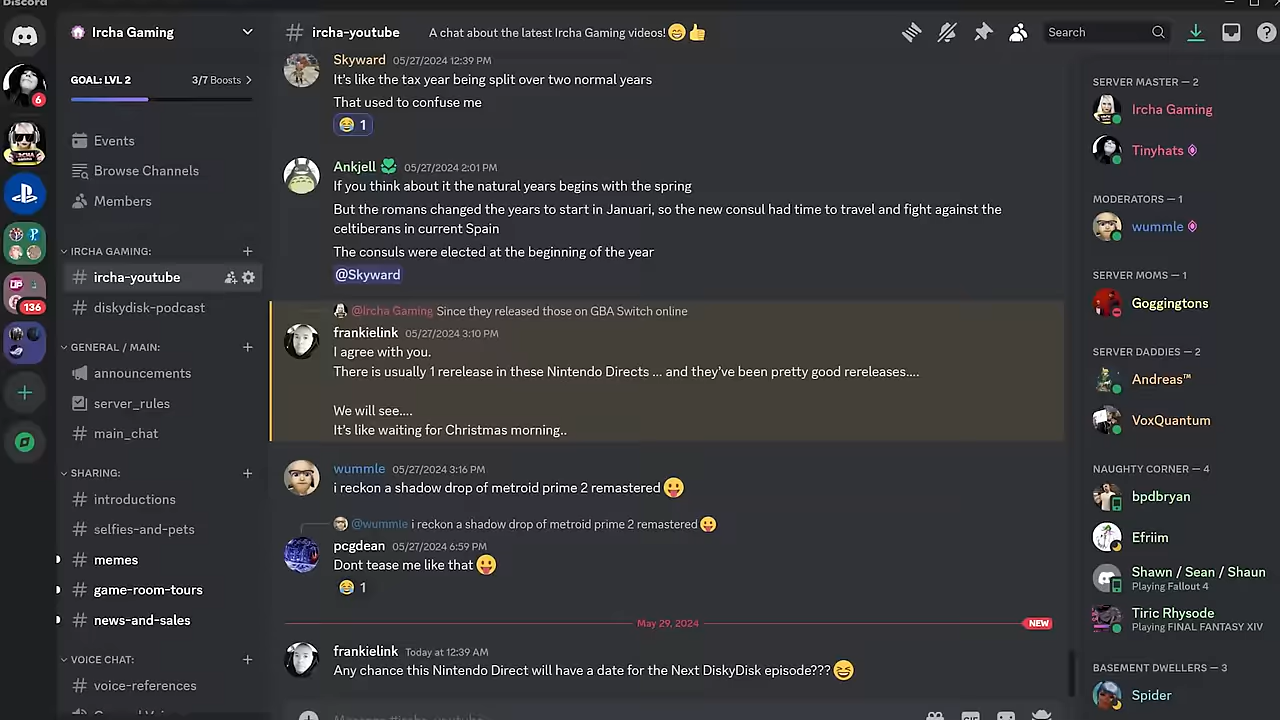 Discord
Ircha Gaming
GOAL: LVL 2
3/7 Boosts
Events
Browse Channels
Members
IRCHA GAMING:
ircha-youtube
diskydisk-podcast
GENERAL / MAIN:
announcements
server_rules
main_chat
SHARING:
introductions
selfies-and-pets
memes
game-room-tours
news-and-sales
VOICE CHAT:
voice-references
6
136
ircha-youtube
A chat about the latest Ircha Gaming videos!😄👍
Search
Skyward 05/27/2024 12:39 PM
It's like the tax year being split over two normal years
That used to confuse me
😂 1
Ankjell 05/27/2024 2:01 PM
If you think about it the natural years begins with the spring
But the romans changed the years to start in Januari, so the new consul had time to travel and fight against the
celtiberans in current Spain
The consuls were elected at the beginning of the year
@Skyward
@Ircha Gaming Since they released those on GBA Switch online
frankielink 05/27/2024 3:10 PM
I agree with you.
There is usually 1 rerelease in these Nintendo Directs ... and they've been pretty good rereleases....
We will see....
It's like waiting for Christmas morning..
wummle 05/27/2024 3:16 PM
i reckon a shadow drop of metroid prime 2 remastered 😛
@wummle i reckon a shadow drop of metroid prime 2 remastered 😛
pcgdean 05/27/2024 6:59 PM
Dont tease me like that 😛
😂 1
May 29, 2024
NEW
frankielink Today at 12:39 AM
Any chance this Nintendo Direct will have a date for the Next DiskyDisk episode??? 😆
SERVER MASTER — 2
Ircha Gaming
Tinyhats
MODERATORS — 1
wummle
SERVER MOMS — 1
Goggingtons
SERVER DADDIES — 2
Andreas™
VoxQuantum
NAUGHTY CORNER — 4
bpdbryan
Efriim
Shawn / Sean / Shaun
Playing Fallout 4
Tiric Rhysode
Playing FINAL FANTASY XIV
BASEMENT DWELLERS — 3
Spider